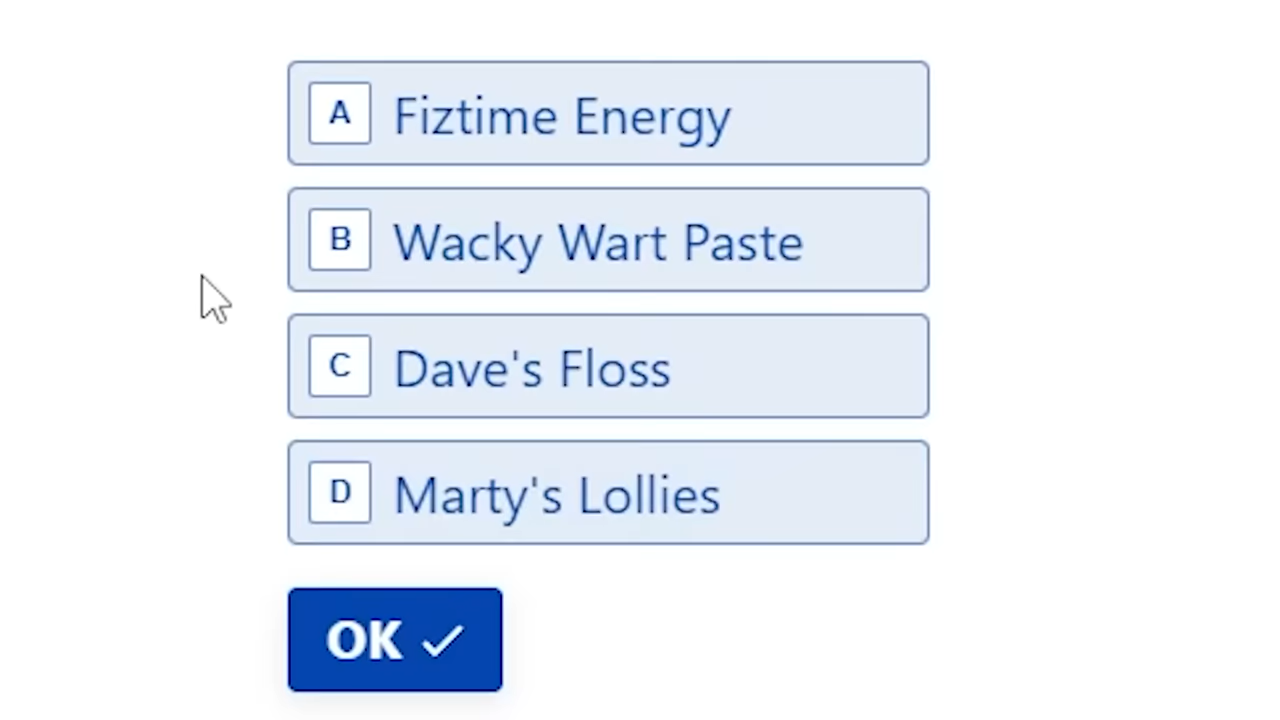 A Fiztime Energy
B Wacky Wart Paste
C Dave's Floss
D Marty's Lollies
OK